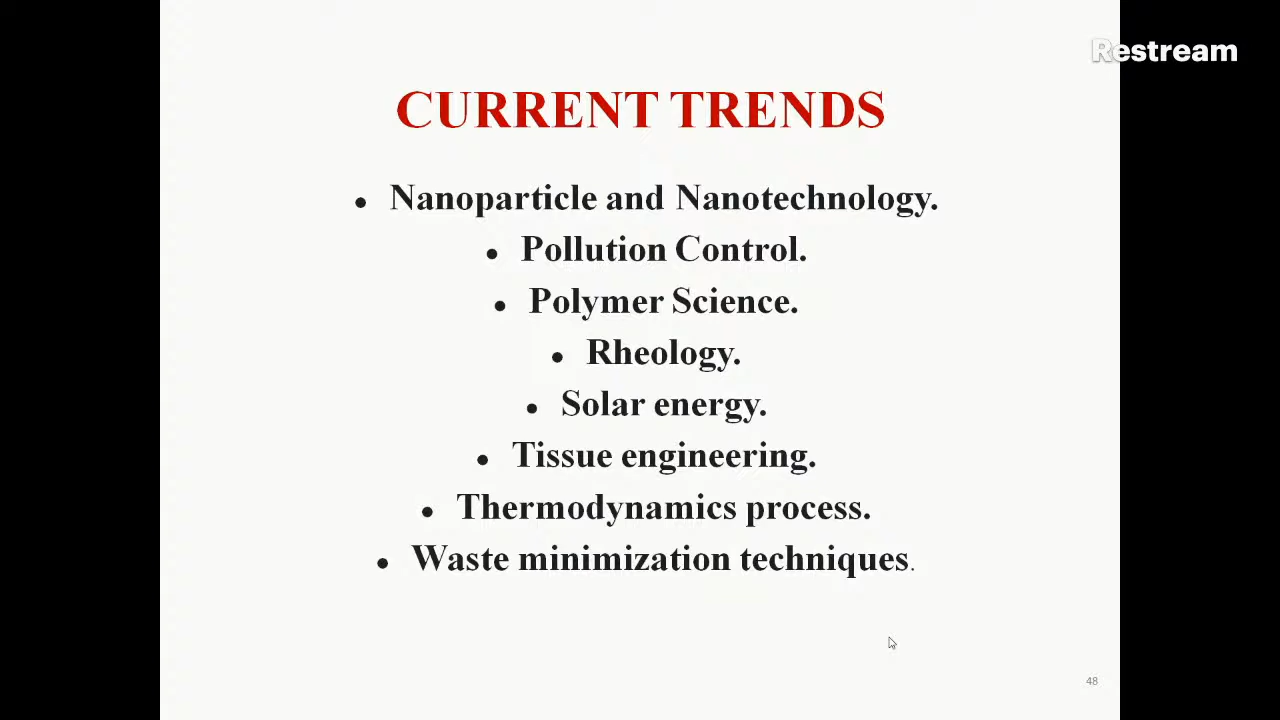 Restream
CURRENT TRENDS
• Nanoparticle and Nanotechnology.
• Pollution Control.
• Polymer Science.
• Rheology.
• Solar energy.
• Tissue engineering.
• Thermodynamics process.
• Waste minimization techniques.
48